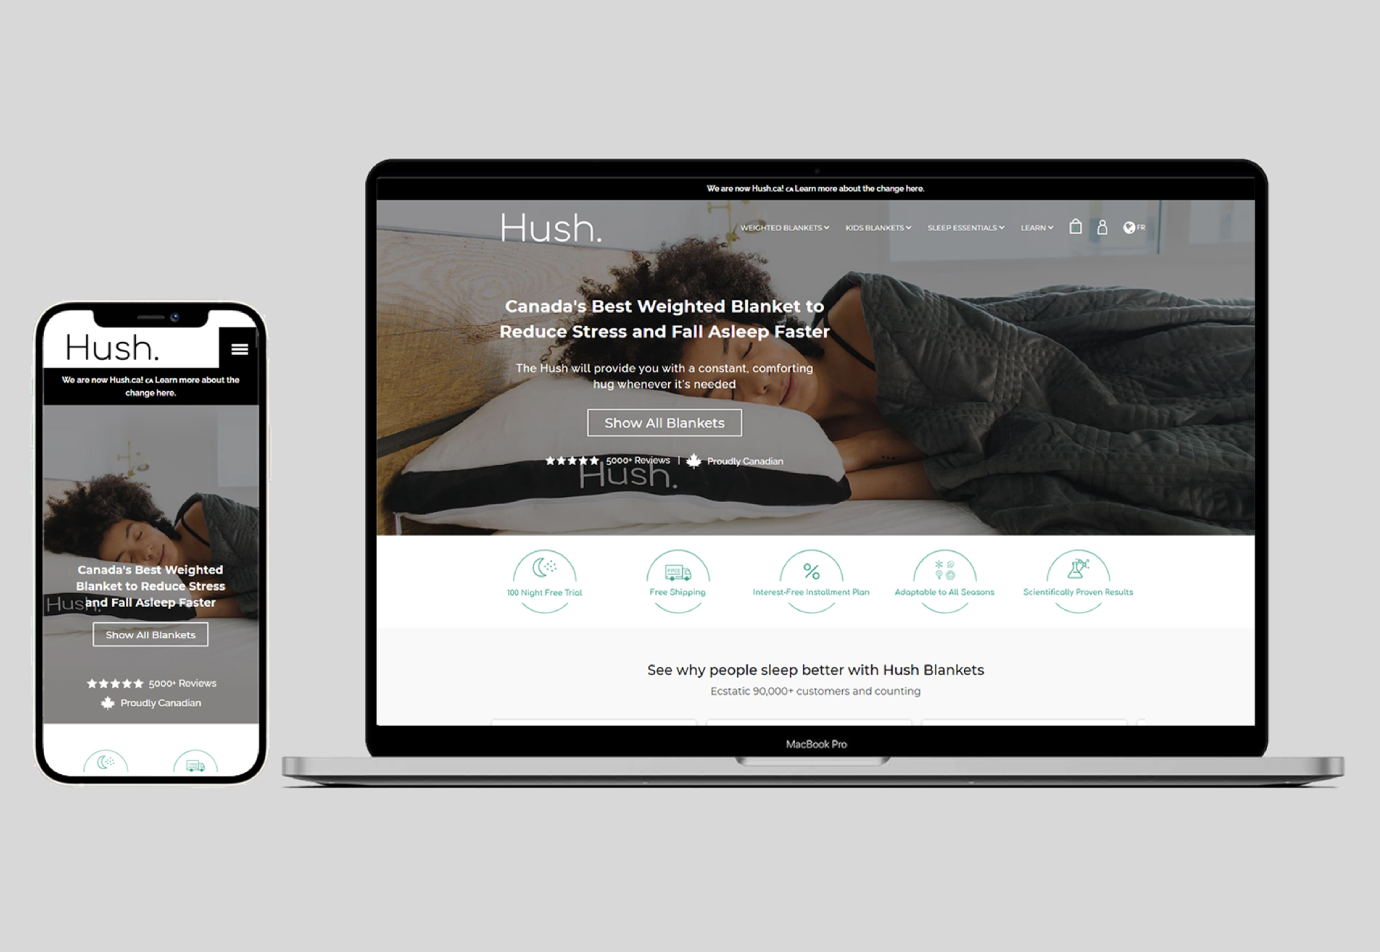 Hush.
We are now Hush.ca! CA Learn more about the
change here.
Hush.
Canada's Best Weighted
Blanket to Reduce Stress
and Fall Asleep Faster
Show All Blankets
5000+ Reviews
Proudly Canadian
We are now Hush.ca! CA Learn more about the change here.
Hush.
WEIGHTED BLANKETS
KIDS BLANKETS
SLEEP ESSENTIALS
LEARN
FR
Canada's Best Weighted Blanket to
Reduce Stress and Fall Asleep Faster
The Hush will provide you with a constant, comforting
hug whenever it's needed
Show All Blankets
5000+ Reviews | Proudly Canadian
Hush.
100 Night Free Trial
FREE
Free Shipping
%
Interest-Free Installment Plan
Adaptable to All Seasons
Scientifically Proven Results
See why people sleep better with Hush Blankets
Ecstatic 90,000+ customers and counting
MacBook Pro